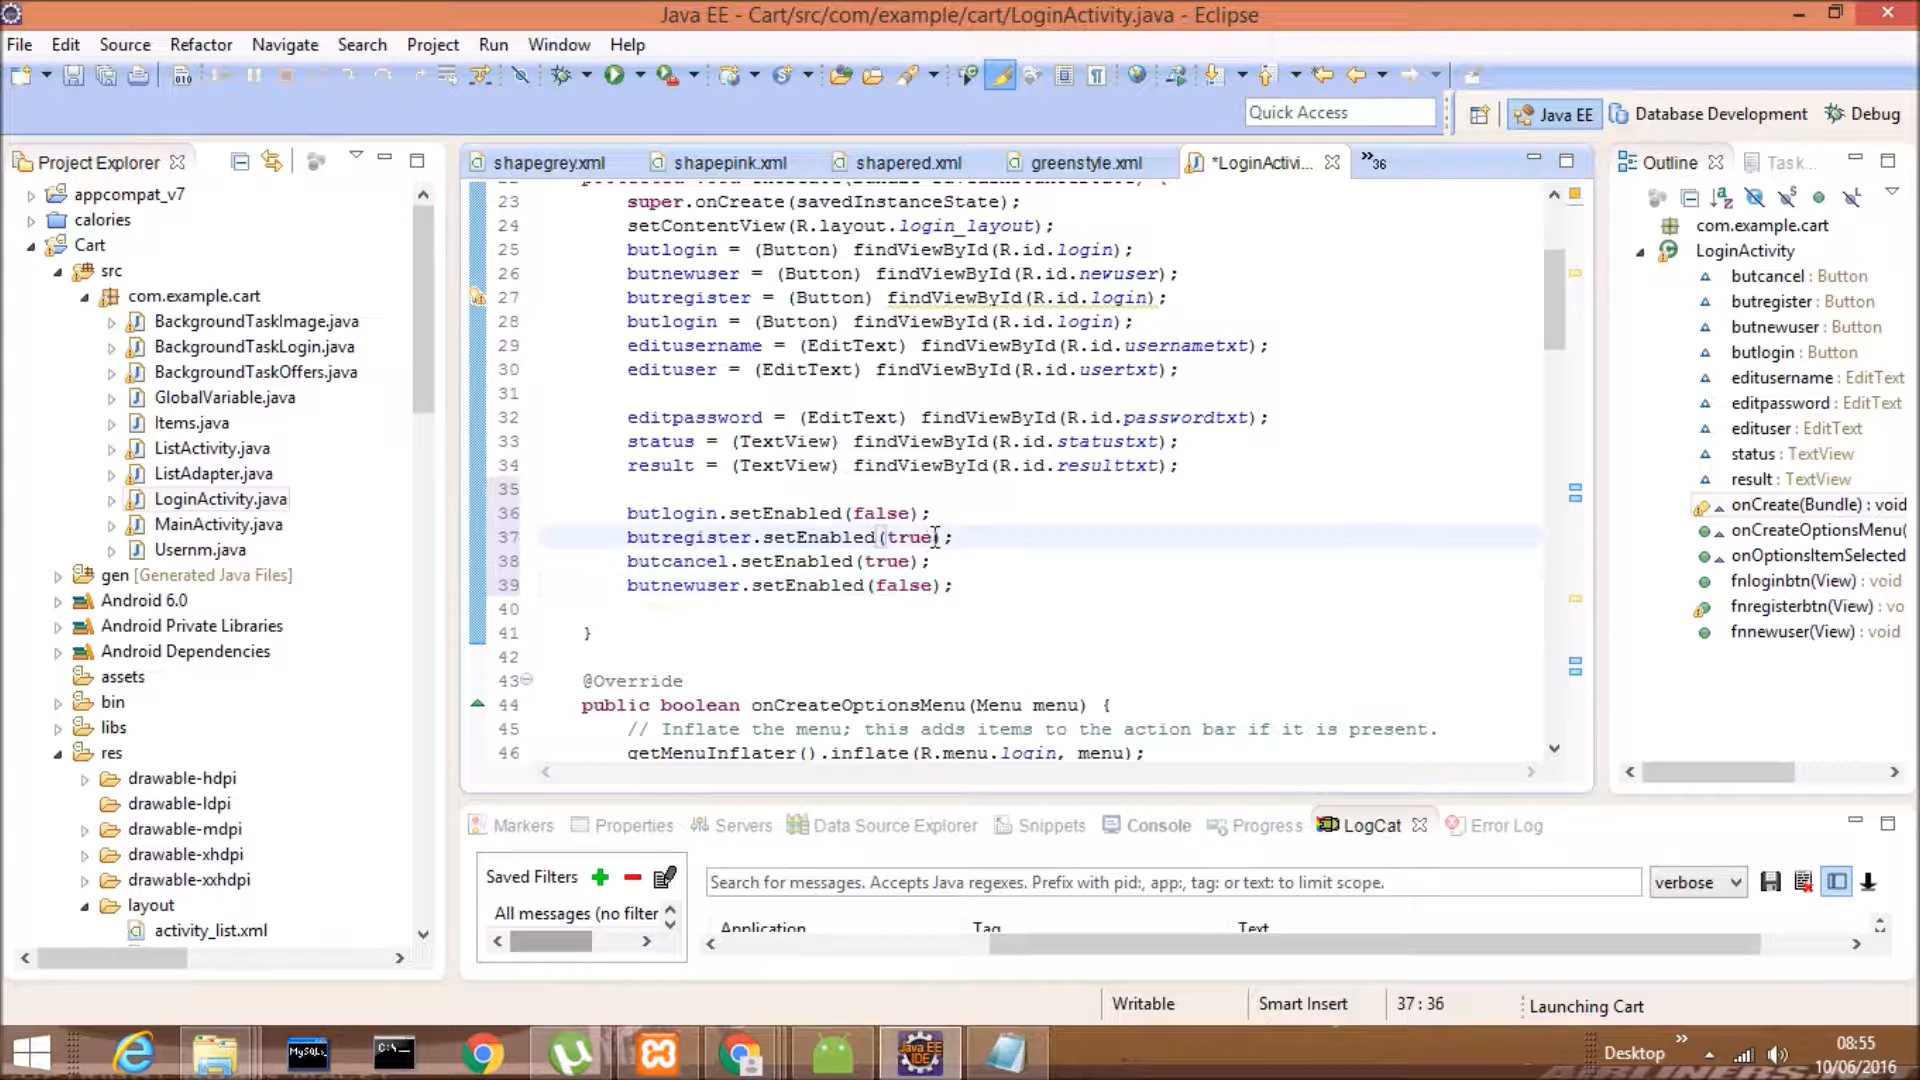 Java EE - Cart/src/com/example/cart/LoginActivity.java - Eclipse
File Edit Source Refactor Navigate Search Project Run Window Help
Quick Access
Java EE
Database Development
Debug
Project Explorer
shapegrey.xml
shapepink.xml
shapered.xml
greenstyle.xml
*LoginActivi...
»36
Outline
Task...
appcompat_v7
calories
Cart
src
com.example.cart
BackgroundTaskImage.java
BackgroundTaskLogin.java
BackgroundTaskOffers.java
GlobalVariable.java
Items.java
ListActivity.java
ListAdapter.java
LoginActivity.java
MainActivity.java
Usernm.java
gen [Generated Java Files]
Android 6.0
Android Private Libraries
Android Dependencies
assets
bin
libs
res
drawable-hdpi
drawable-ldpi
drawable-mdpi
drawable-xhdpi
drawable-xxhdpi
layout
activity_list.xml
23 super.onCreate(savedInstanceState);
24 setContentView(R.layout.login_layout);
25 butlogin = (Button) findViewById(R.id.login);
26 butnewuser = (Button) findViewById(R.id.newuser);
27 butregister = (Button) findViewById(R.id.login);
28 butlogin = (Button) findViewById(R.id.login);
29 editusername = (EditText) findViewById(R.id.usernametxt);
30 edituser = (EditText) findViewById(R.id.usertxt);
31
32 editpassword = (EditText) findViewById(R.id.passwordtxt);
33 status = (TextView) findViewById(R.id.statustxt);
34 result = (TextView) findViewById(R.id.resulttxt);
35
36 butlogin.setEnabled(false);
37 butregister.setEnabled(true);
38 butcancel.setEnabled(true);
39 butnewuser.setEnabled(false);
40
41 }
42
43 @Override
44 public boolean onCreateOptionsMenu(Menu menu) {
45 // Inflate the menu; this adds items to the action bar if it is present.
46 getMenuInflater().inflate(R.menu.login, menu);
com.example.cart
LoginActivity
butcancel : Button
butregister : Button
butnewuser : Button
butlogin : Button
editusername : EditText
editpassword : EditText
edituser : EditText
status : TextView
result : TextView
onCreate(Bundle) : void
onCreateOptionsMenu(
onOptionsItemSelected
fnloginbtn(View) : void
fnregisterbtn(View) : vo
fnnewuser(View) : void
Markers Properties Servers Data Source Explorer Snippets Console Progress LogCat Error Log
Saved Filters
All messages (no filter
Search for messages. Accepts Java regexes. Prefix with pid:, app:, tag: or text: to limit scope.
verbose
Application Tag Text
Writable
Smart Insert
37 : 36
Launching Cart
Desktop
08:55
10/06/2016